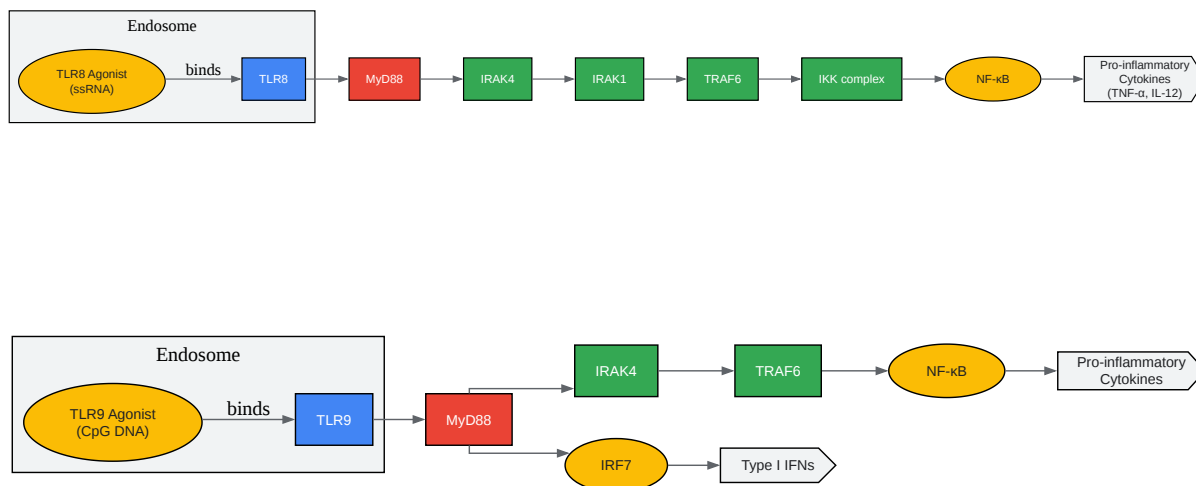 Endosome
TLR8 Agonist
(ssRNA)
binds
TLR8
MyD88
IRAK4
IRAK1
TRAF6
IKK complex
NF-κB
Pro-inflammatory
Cytokines
(TNF-α, IL-12)
Endosome
TLR9 Agonist
(CpG DNA)
binds
TLR9
MyD88
IRAK4
TRAF6
NF-κB
Pro-inflammatory
Cytokines
IRF7
Type I IFNs